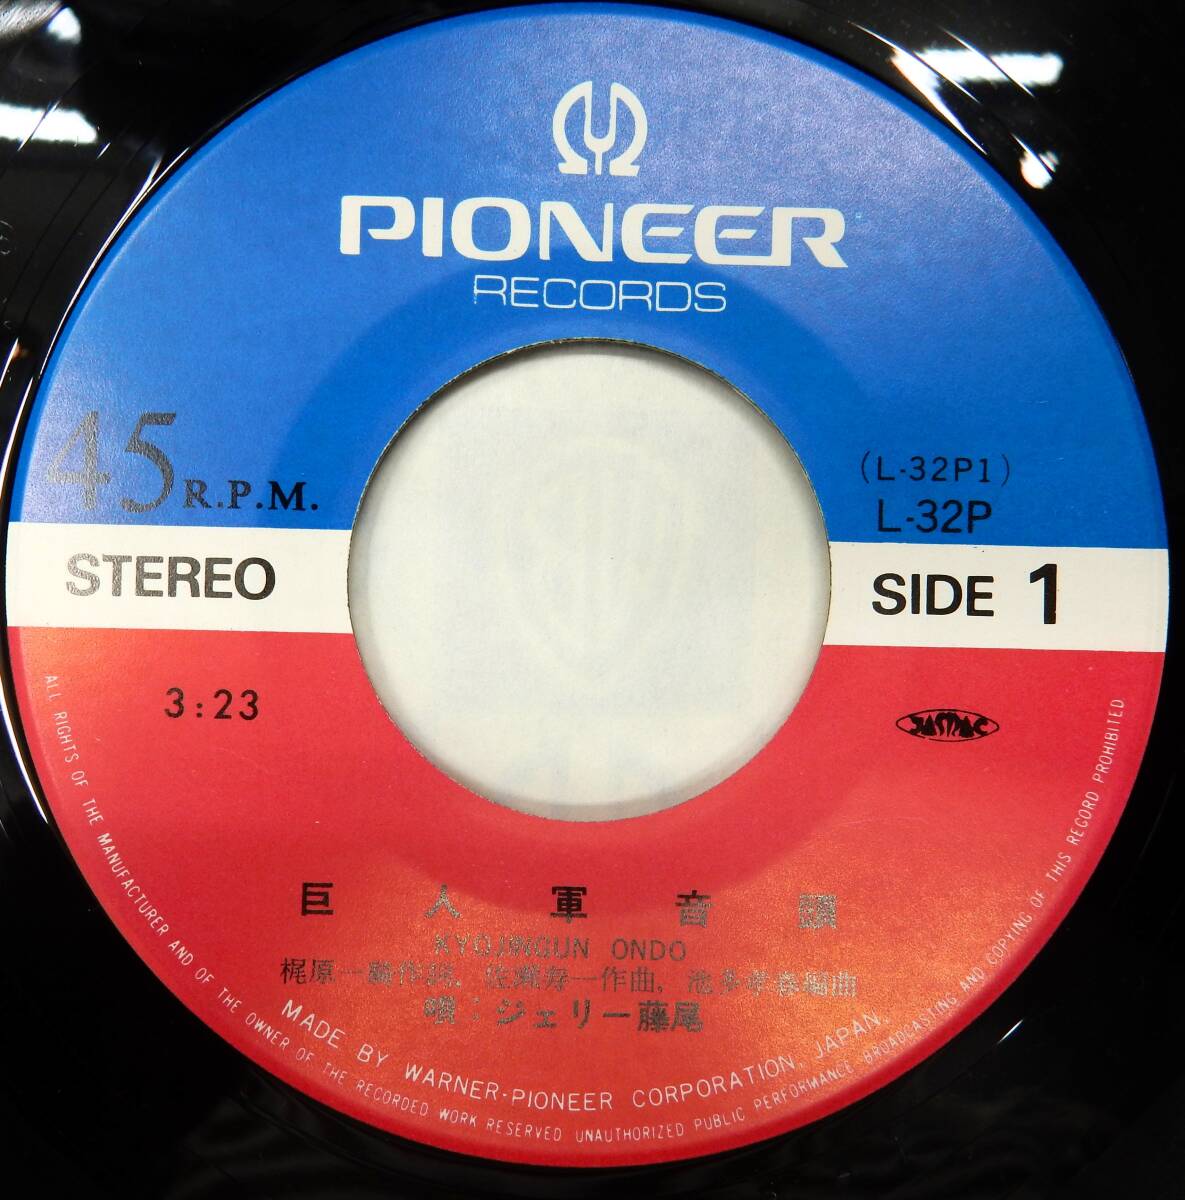 PIONEER
RECORDS
45 R.P.M.
(L-32P1)
L-32P
STEREO
SIDE 1
3:23
JASRAC
巨人軍音頭
KYOJINGUN ONDO
梶原一騎作詞、佐瀬寿一作曲、池多孝春編曲
唄：ジェリー藤尾
MADE BY WARNER-PIONEER CORPORATION, JAPAN.
ALL RIGHTS OF THE MANUFACTURER AND OF THE OWNER OF THE RECORDED WORK RESERVED UNAUTHORIZED PUBLIC PERFORMANCE BROADCASTING AND COPYING OF THIS RECORD PROHIBITED